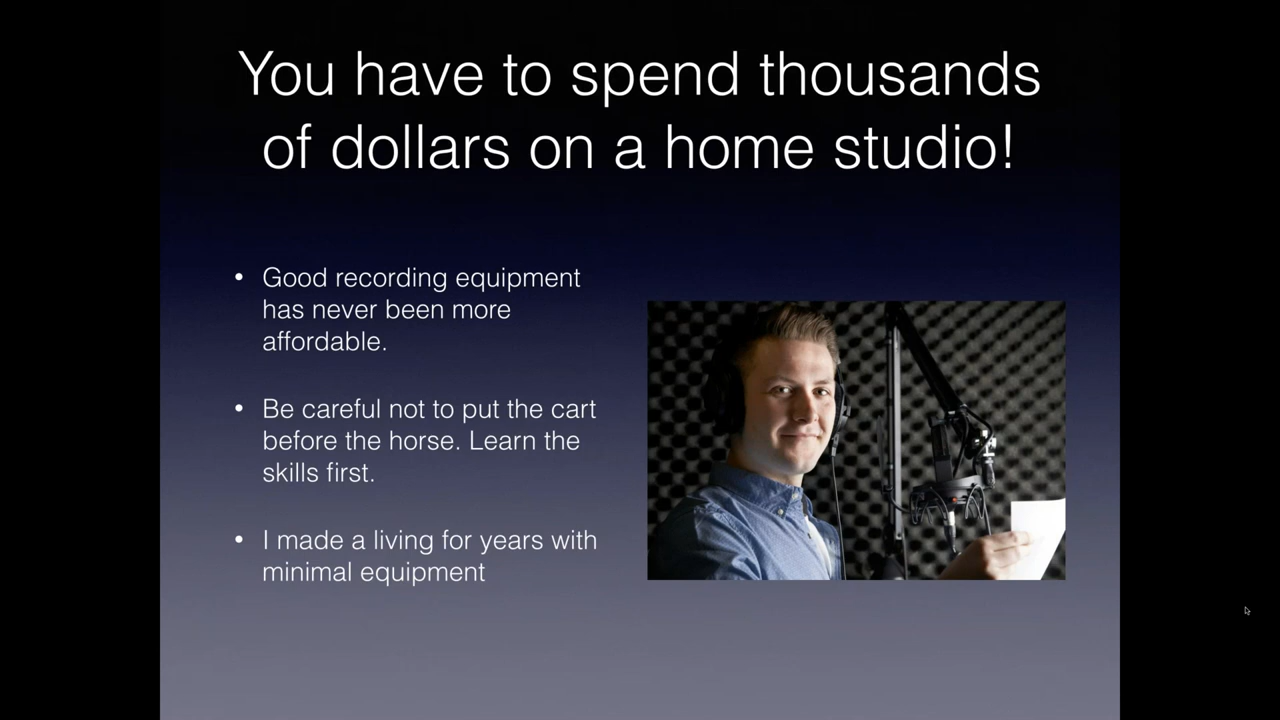 You have to spend thousands
of dollars on a home studio!
• Good recording equipment
has never been more
affordable.
• Be careful not to put the cart
before the horse. Learn the
skills first.
• I made a living for years with
minimal equipment